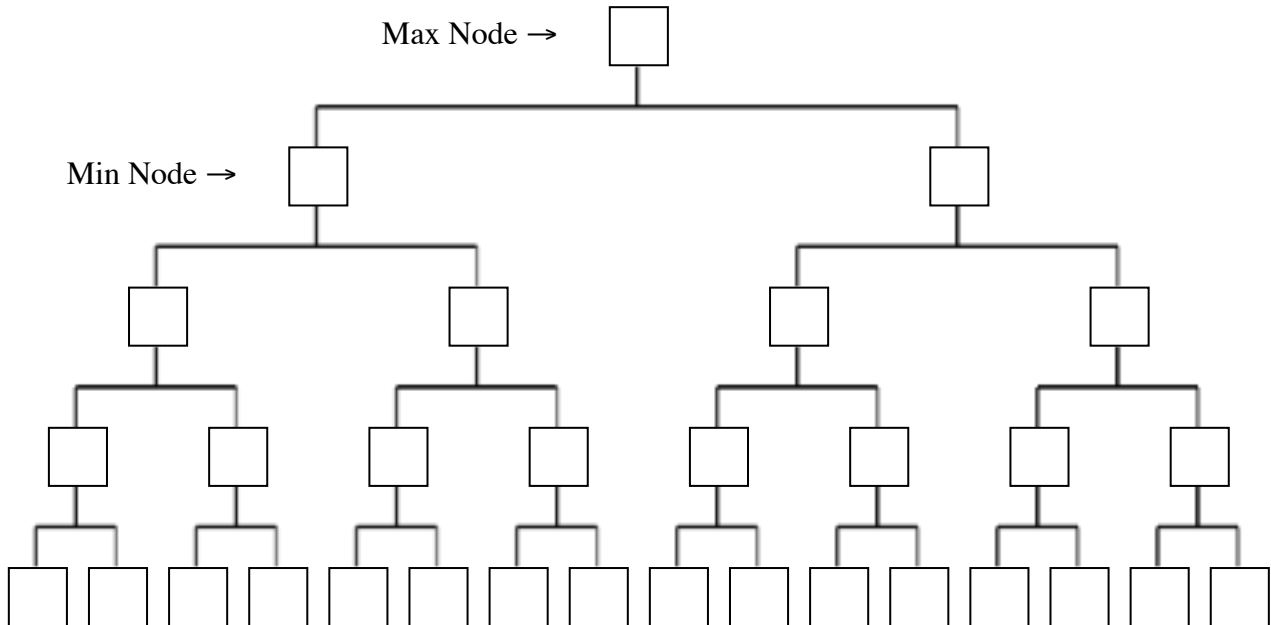 Max Node →
Min Node →